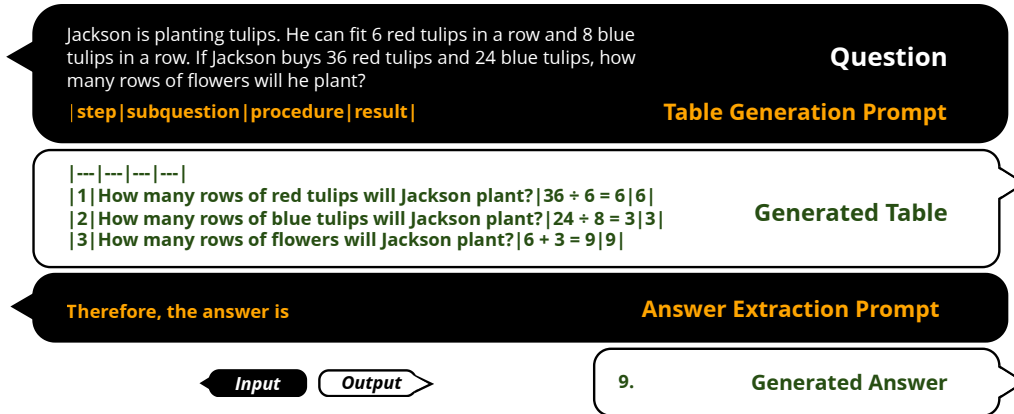 Jackson is planting tulips. He can fit 6 red tulips in a row and 8 blue
tulips in a row. If Jackson buys 36 red tulips and 24 blue tulips, how
many rows of flowers will he plant?
Question
|step|subquestion|procedure|result|
Table Generation Prompt
|---|---|---|---|
|1|How many rows of red tulips will Jackson plant?|36 ÷ 6 = 6|6|
|2|How many rows of blue tulips will Jackson plant?|24 ÷ 8 = 3|3|
|3|How many rows of flowers will Jackson plant?|6 + 3 = 9|9|
Generated Table
Therefore, the answer is
Answer Extraction Prompt
Input
Output
9.
Generated Answer